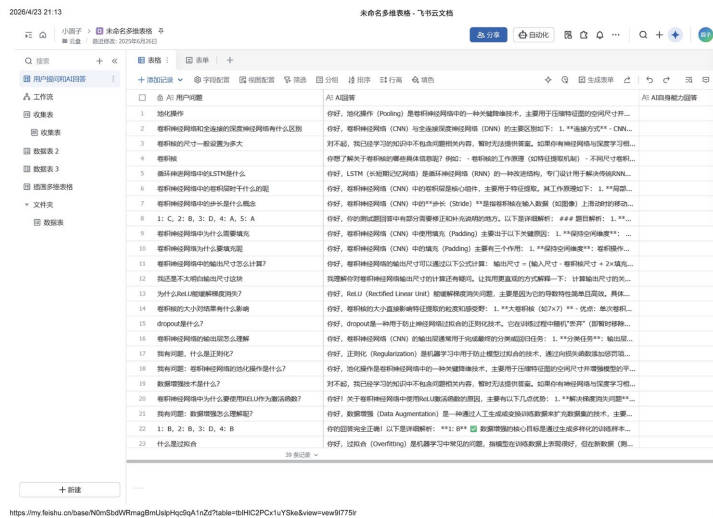 2026/4/23 21:13
未命名多维表格 - 飞书云文档
小圆子 > 未命名多维表格
云盘 | 最近修改: 2025年6月26日
分享
自动化
搜索
表格
表单
用户提问和AI回答
工作流
收集表
收集表
数据表 2
数据表 3
插画多维表格
文件夹
数据表
新建
添加记录 字段配置 视图配置 筛选 分组 排序 行高 填色 生成表单
用户问题 AI回答 AI自身能力回答
1 池化操作 你好，池化操作（Pooling）是卷积神经网络中的一种关键降维技术，主要用于压缩特征图的空间尺寸并...
2 卷积神经网络和全连接的深度神经网络有什么区别 你好，卷积神经网络（CNN）与全连接深度神经网络（DNN）的主要区别如下： 1. **连接方式** - CNN...
3 卷积核的尺寸一般设置为多大 对不起，我已经学习的知识中不包含问题相关内容，暂时无法提供答案。如果你有神经网络与深度学习相...
4 卷积核 你想了解关于卷积核的哪些具体信息呢？例如： - 卷积核的工作原理（如特征提取机制） - 不同尺寸卷积...
5 循环神经网络中的LSTM是什么 你好，LSTM（长短期记忆网络）是循环神经网络（RNN）的一种改进结构，专门设计用于解决传统RNN...
6 卷积神经网络中的卷积层时干什么的呢 你好，卷积神经网络（CNN）中的卷积层是核心组件，主要用于特征提取。其工作原理如下： 1. **局部...
7 卷积神经网络中的步长是什么概念 你好，卷积神经网络（CNN）中的**步长（Stride）**是指卷积核在输入数据（如图像）上滑动时的移动...
8 1：C，2：B，3：D，4：A，5：A 你好，你的测试题回答中有部分需要修正和补充说明的地方。以下是详细解析： ### 题目解析： 1. **...
9 卷积神经网络中为什么需要填充 你好，卷积神经网络（CNN）中使用填充（Padding）主要出于以下关键原因： 1. **保持空间维度**：...
10 卷积神经网络为什么要填充呢 你好，卷积神经网络（CNN）中的填充（Padding）主要有三个作用： 1. **保持空间维度**：卷积操作...
11 卷积神经网络中的输出尺寸怎么计算? 你好，卷积神经网络的输出尺寸可以通过以下公式计算： 输出尺寸 = (输入尺寸 - 卷积核尺寸 + 2×填充...
12 我还是不太明白输出尺寸这块 我理解你对卷积神经网络输出尺寸的计算还有疑问。让我用更直观的方式解释一下： 计算输出尺寸的关...
13 为什么ReLU能缓解梯度消失? 你好，ReLU（Rectified Linear Unit）能缓解梯度消失问题，主要是因为它的导数特性简单且高效。具体...
14 卷积核的大小对结果有什么影响 你好，卷积核的大小直接影响特征提取的粒度和感受野： 1. **大卷积核（如7×7）** - 优点：单次卷积...
15 dropout是什么? 你好，dropout是一种用于防止神经网络过拟合的正则化技术。它在训练过程中随机"丢弃"（即暂时移除...
16 卷积神经网络的输出层怎么理解 你好，卷积神经网络（CNN）的输出层通常用于完成最终的分类或回归任务： 1. **分类任务**：输出层...
17 我有问题，什么是正则化? 你好，正则化（Regularization）是机器学习中用于防止模型过拟合的技术，通过向损失函数添加惩罚项...
18 我有问题：卷积神经网络的池化操作是什么? 你好，池化操作是卷积神经网络中的一种关键降维技术，主要用于压缩特征图的空间尺寸并增强模型的平...
19 数据增强技术是什么? 对不起，我已经学习的知识中不包含问题相关内容，暂时无法提供答案。如果你有神经网络与深度学习相...
20 卷积神经网络中为什么要使用RELU作为激活函数? 你好！关于卷积神经网络中使用ReLU激活函数的原因，主要有以下几点优势： 1. **解决梯度消失问题**...
21 我有问题：数据增强怎么理解呢? 你好，数据增强（Data Augmentation）是一种通过人工生成或变换训练数据来扩充数据集的技术，主要...
22 1：B，2：B，3：D，4：B 你的回答完全正确！以下是详细解析： **1: B** ✅ 数据增强的核心目标是通过生成多样化的训练样本...
23 什么是过拟合 你好，过拟合（Overfitting）是机器学习中常见的问题，指模型在训练数据上表现很好，但在新数据（测...
39 条记录
https://my.feishu.cn/base/N0mSbdWRmagBmUslpHqc9qA1nZd?table=tblHIC2PCx1uYSke&view=vew9I775lr